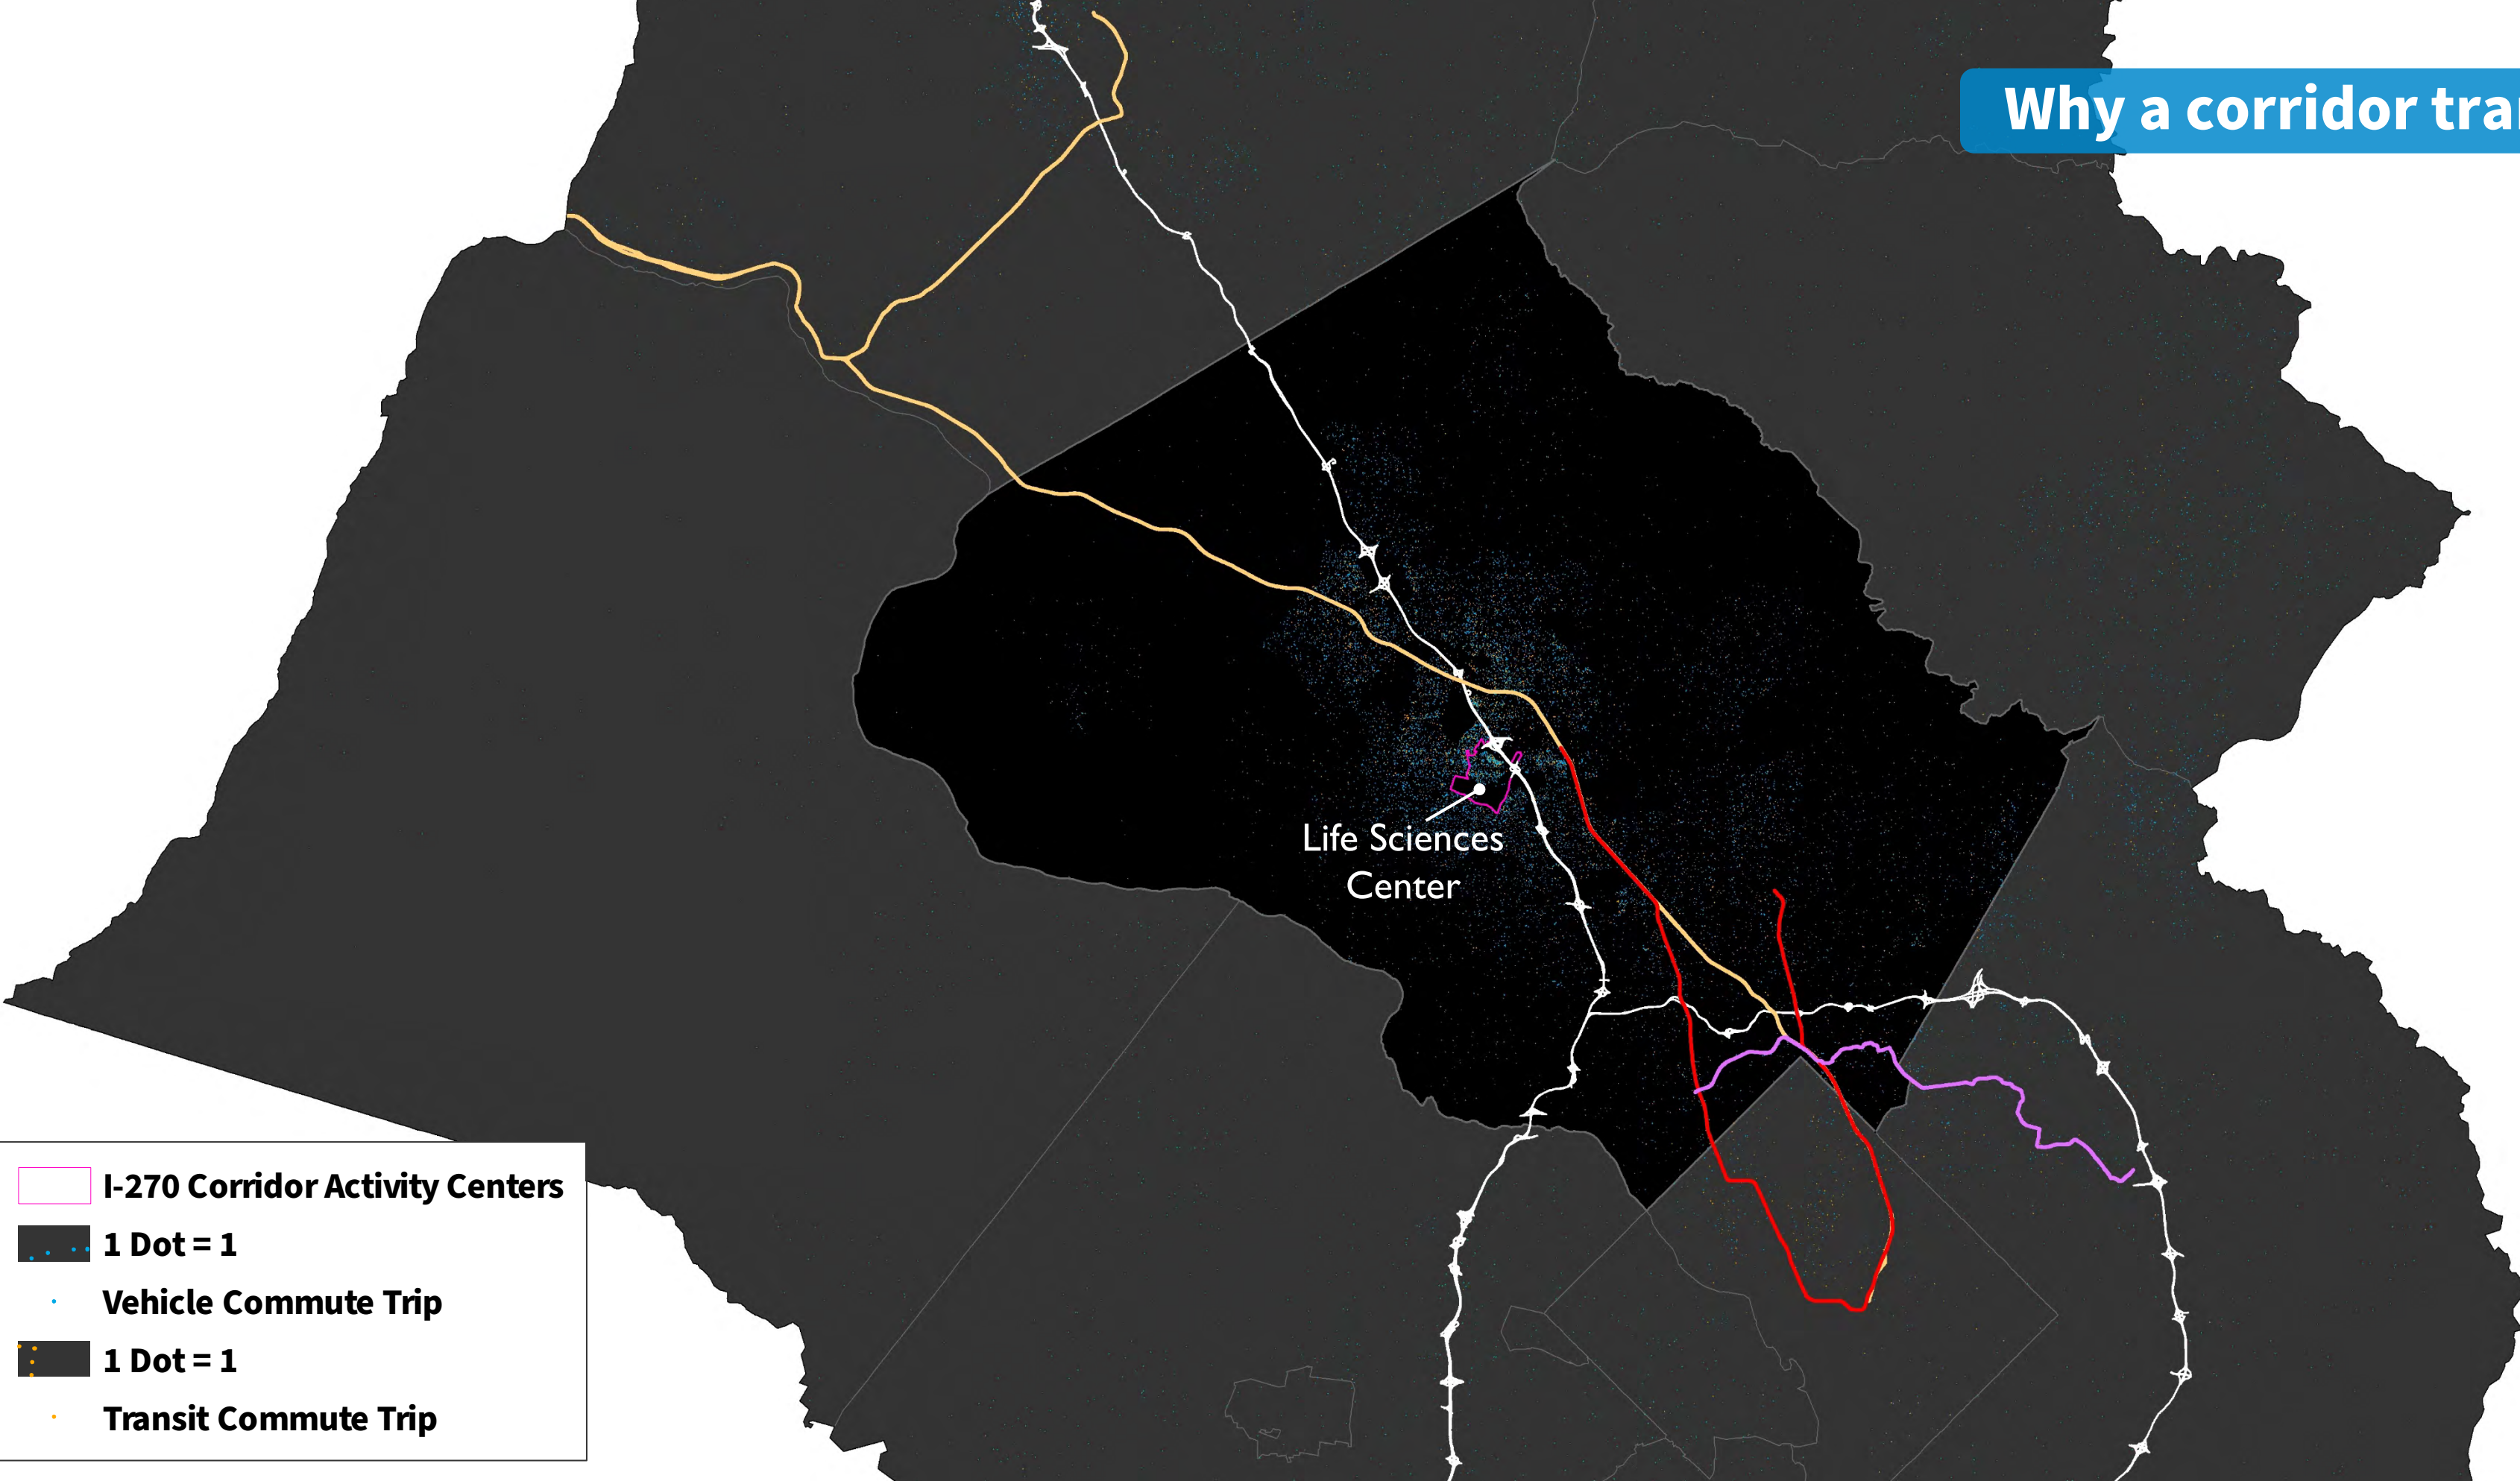 Why a corridor tra
Life Sciences
Center
I-270 Corridor Activity Centers
1 Dot = 1
Vehicle Commute Trip
1 Dot = 1
Transit Commute Trip